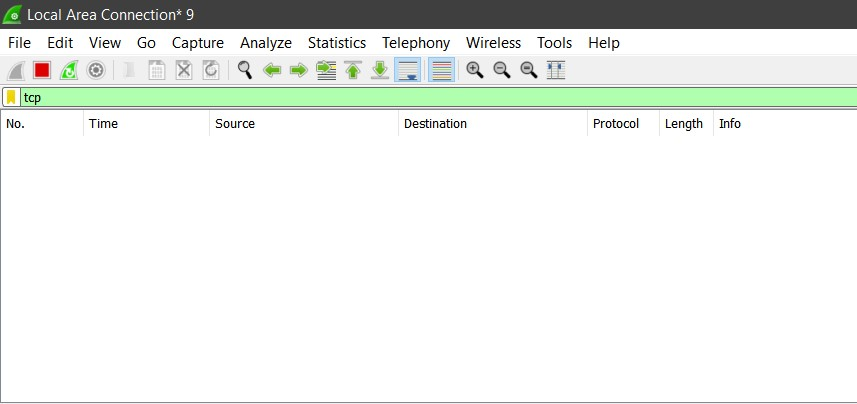 Local Area Connection* 9
File Edit View Go Capture Analyze Statistics Telephony Wireless Tools Help
tcp
No. Time Source Destination Protocol Length Info